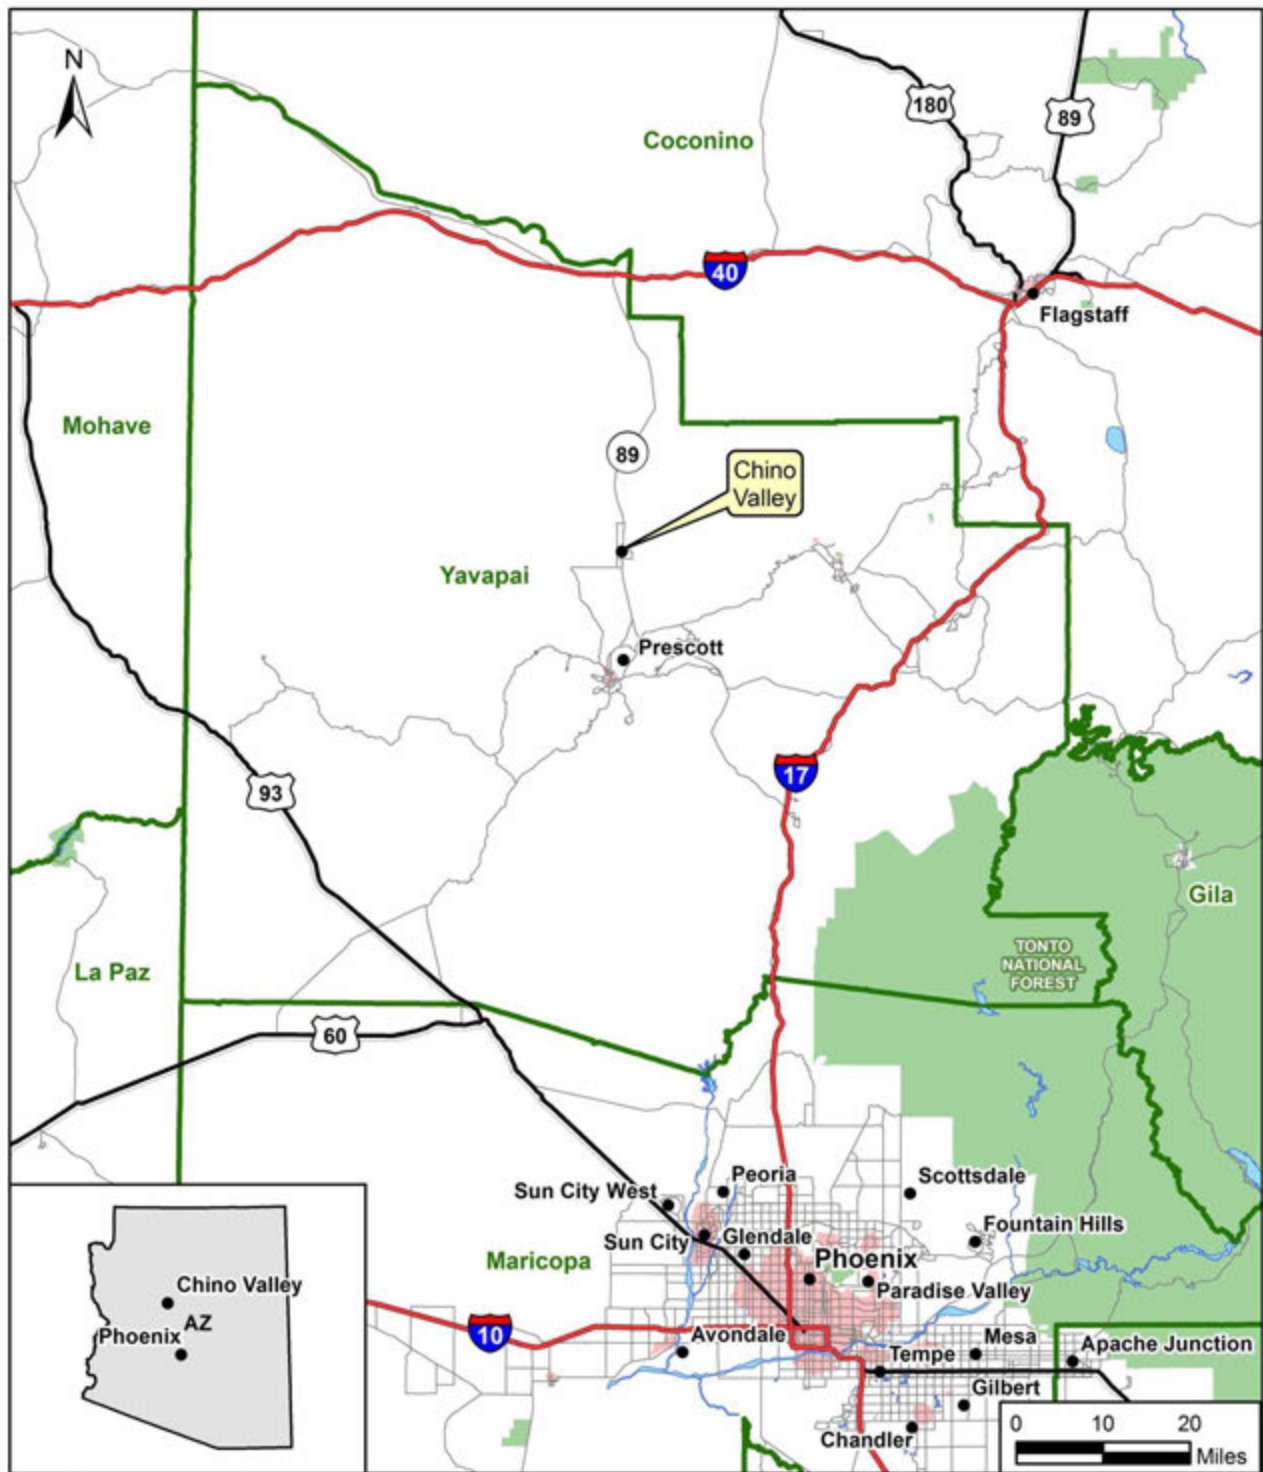 N
180
89
Coconino
40
Flagstaff
Mohave
89
Chino
Valley
Yavapai
Prescott
17
93
Gila
TONTO
NATIONAL
FOREST
La Paz
60
Peoria
Scottsdale
Sun City West
Fountain Hills
Sun City
Glendale
Maricopa
Phoenix
Paradise Valley
Chino Valley
AZ
Phoenix
10
Avondale
Mesa
Apache Junction
Tempe
Gilbert
Chandler
0 10 20
Miles